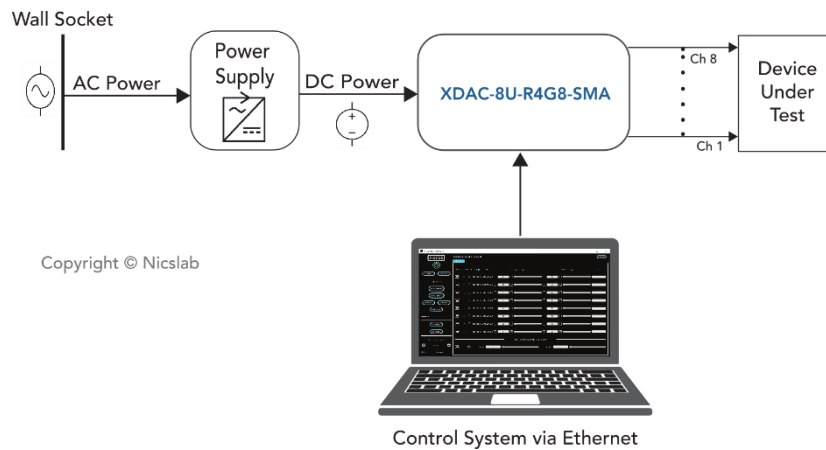 Wall Socket
AC Power
Power
Supply
DC Power
XDAC-8U-R4G8-SMA
Ch 8
Ch 1
Device
Under
Test
Copyright © Nicslab
Control System via Ethernet